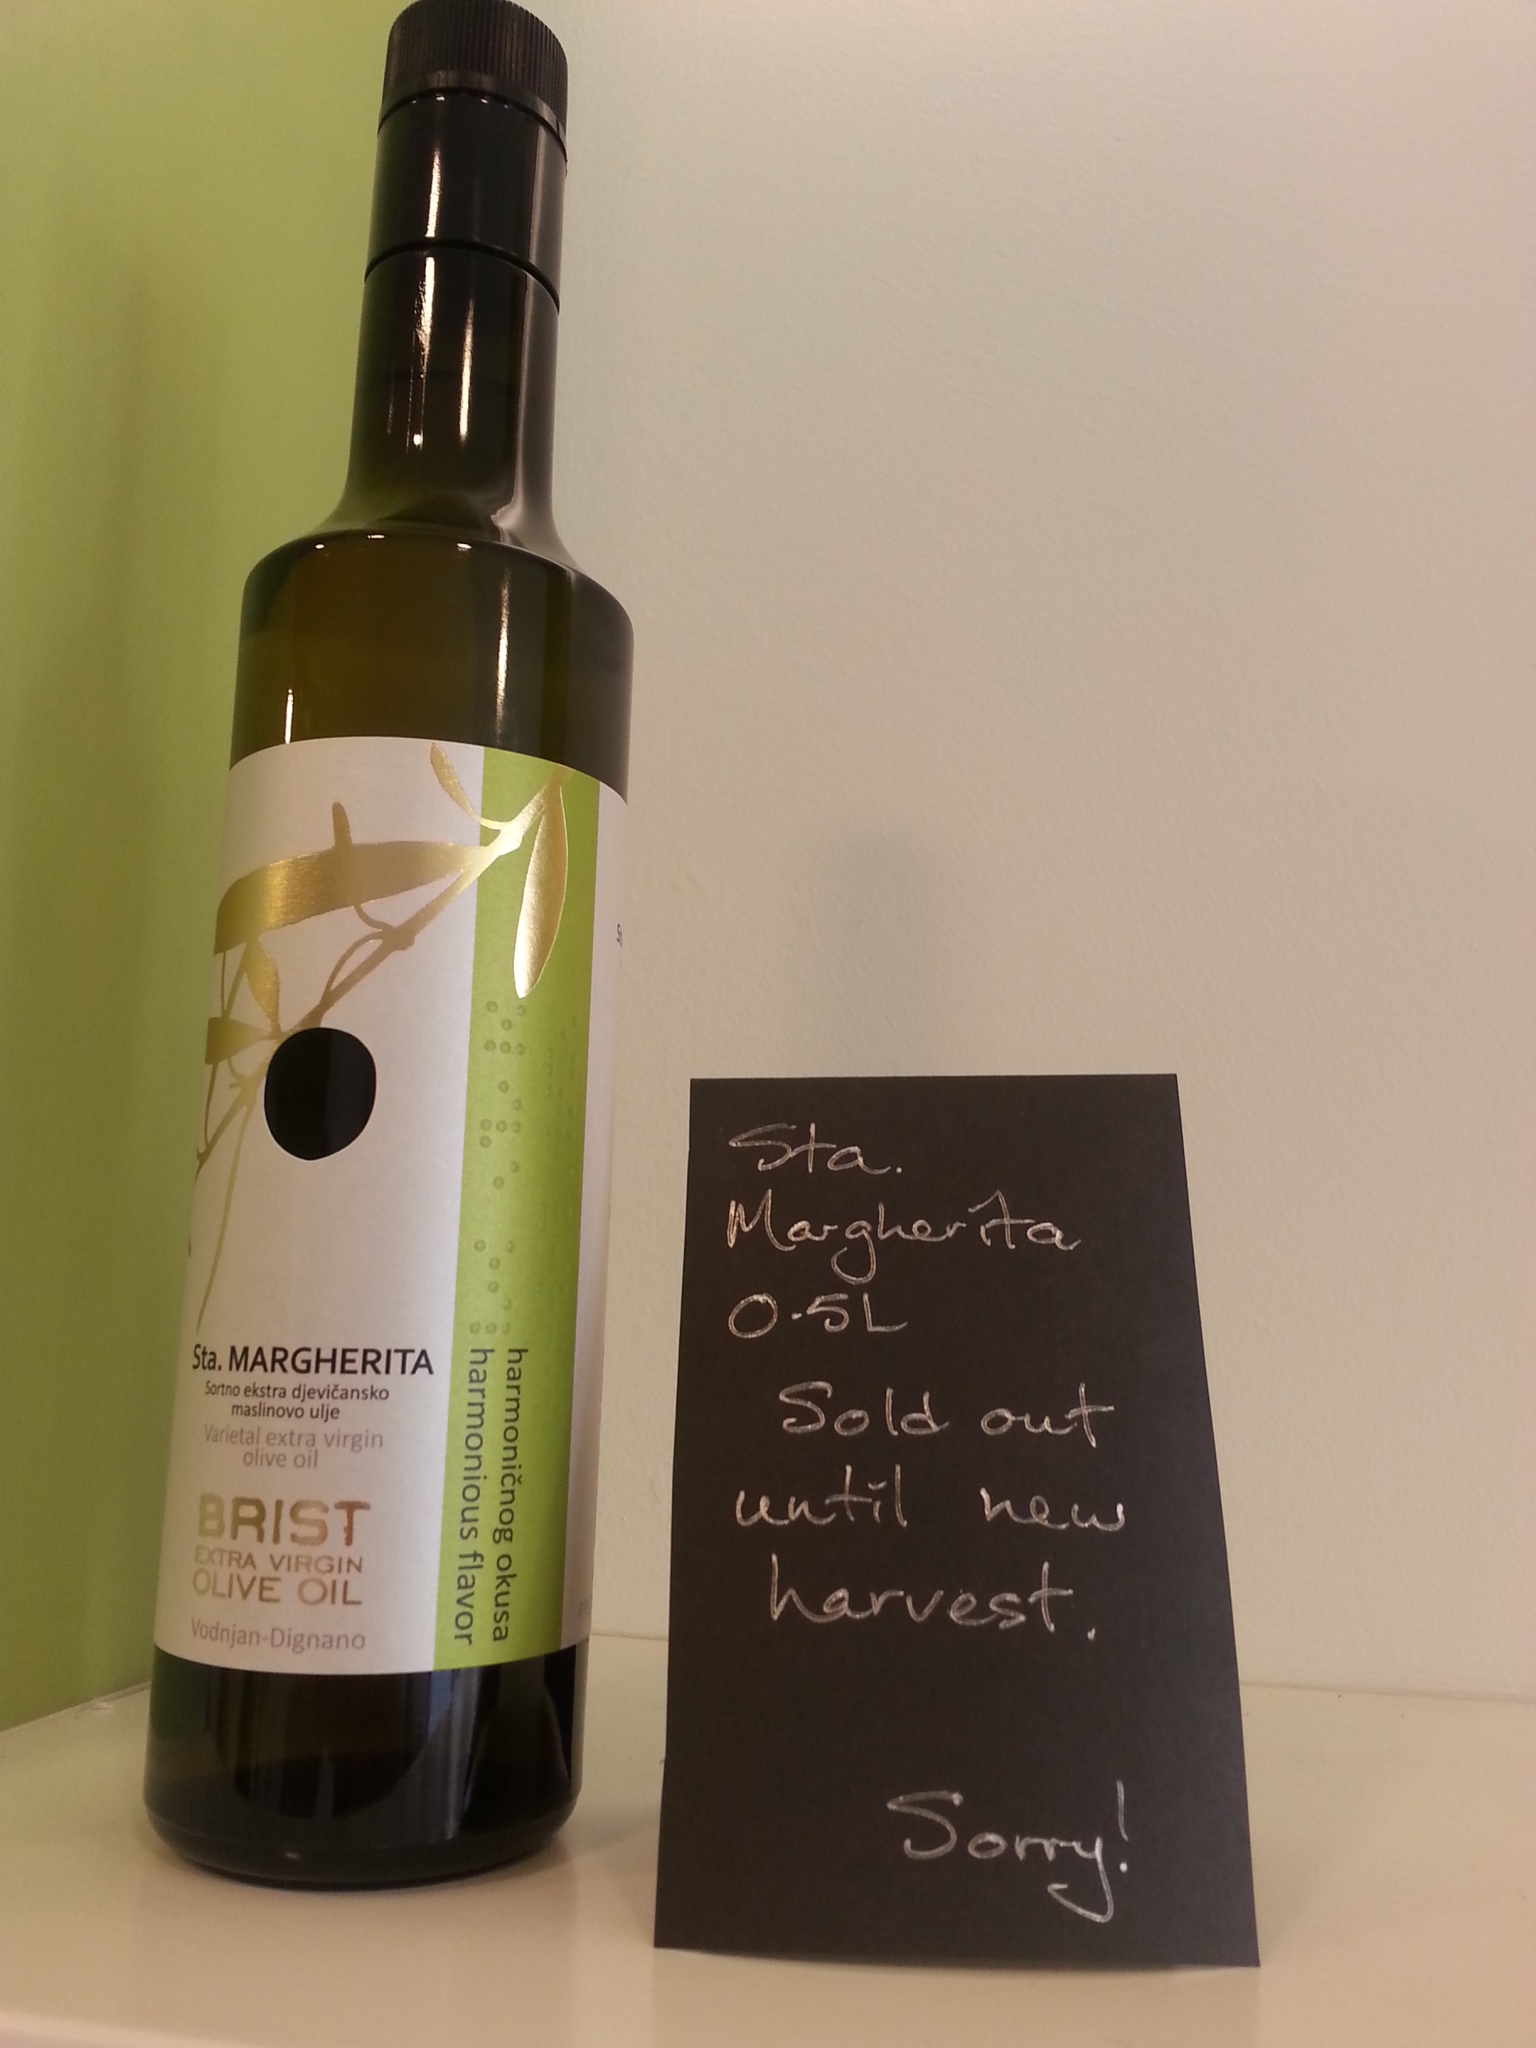 Sta. MARGHERITA
Sortno ekstra djevičansko
maslinovo ulje
Varietal extra virgin
olive oil
BRIST
EXTRA VIRGIN
OLIVE OIL
Vodnjan-Dignano
harmoničnog okusa
harmonious flavor
Sta.
Margherita
0.5L
Sold out
until new
harvest.
Sorry!